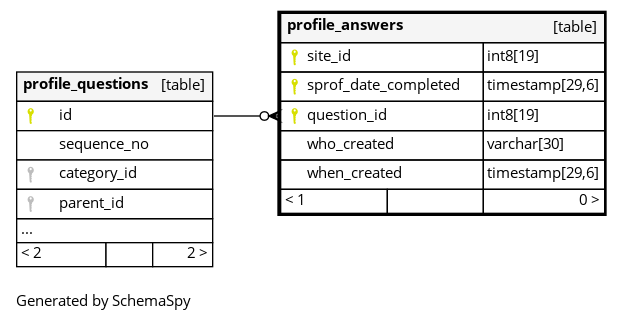 profile_answers [table]
site_id int8[19]
sprof_date_completed timestamp[29,6]
question_id int8[19]
who_created varchar[30]
when_created timestamp[29,6]
< 1 0 >
profile_questions [table]
id
sequence_no
category_id
parent_id
...
< 2 2 >
Generated by SchemaSpy